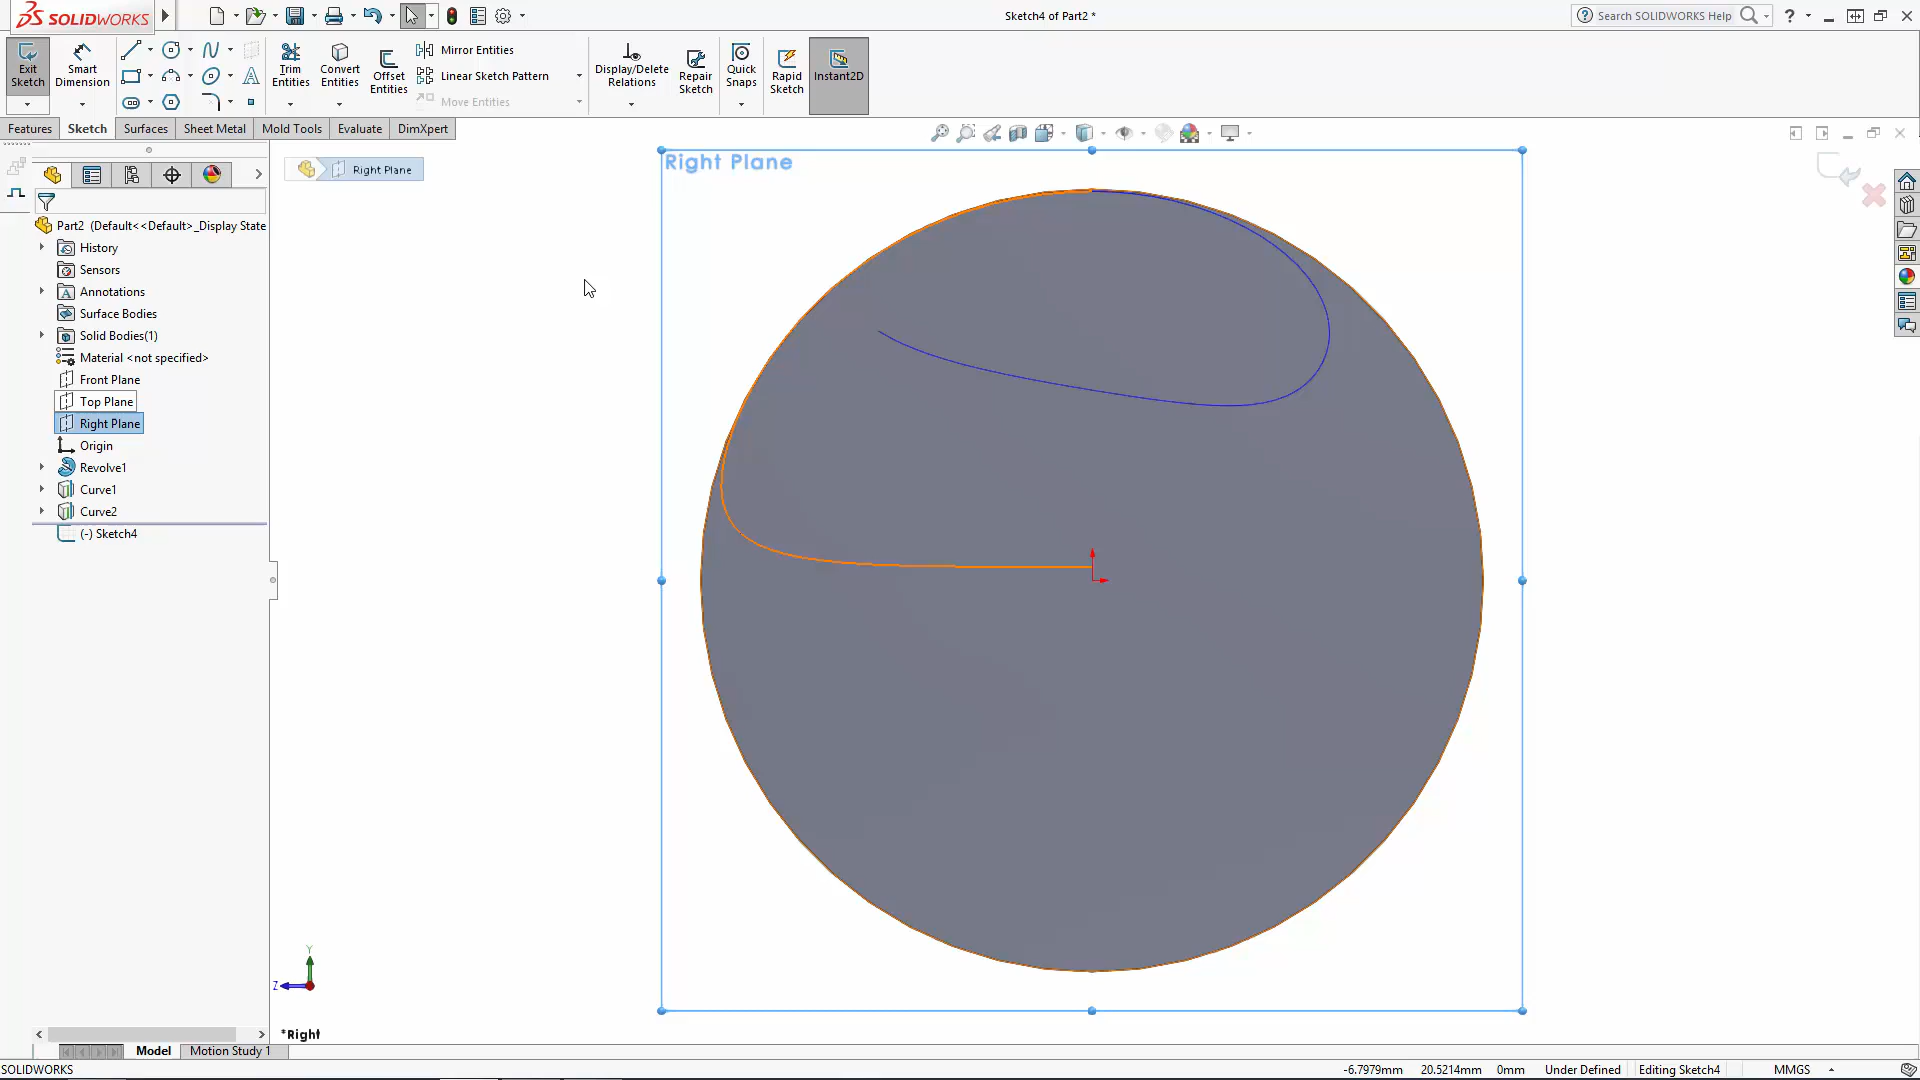 SOLIDWORKS
Sketch4 of Part2 *
Search SOLIDWORKS Help
Exit Sketch
Smart Dimension
Trim Entities
Convert Entities
Offset Entities
Mirror Entities
Linear Sketch Pattern
Move Entities
Display/Delete Relations
Repair Sketch
Quick Snaps
Rapid Sketch
Instant2D
Features
Sketch
Surfaces
Sheet Metal
Mold Tools
Evaluate
DimXpert
Right Plane
Right Plane
Part2 (Default<<Default>_Display State
History
Sensors
Annotations
Surface Bodies
Solid Bodies(1)
Material <not specified>
Front Plane
Top Plane
Right Plane
Origin
Revolve1
Curve1
Curve2
(-) Sketch4
Y
Z
*Right
Model
Motion Study 1
SOLIDWORKS
-6.7979mm
20.5214mm
0mm
Under Defined
Editing Sketch4
MMGS